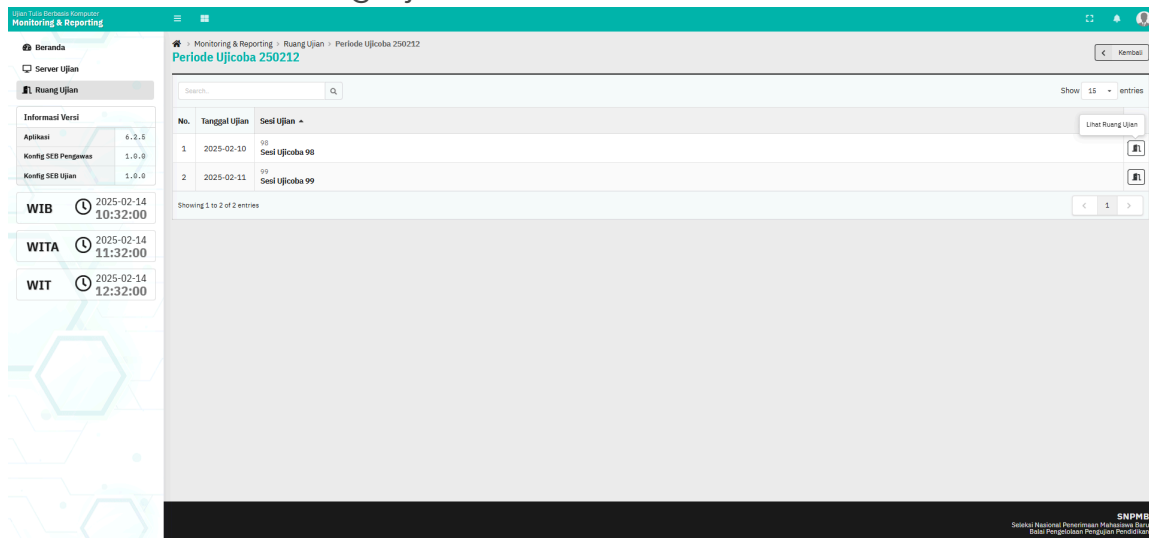 Ujian Tulis Berbasis Komputer
Monitoring & Reporting
Beranda
Server Ujian
Ruang Ujian
Informasi Versi
Aplikasi 6.2.5
Konfig SEB Pengawas 1.0.0
Konfig SEB Ujian 1.0.0
WIB 2025-02-14
10:32:00
WITA 2025-02-14
11:32:00
WIT 2025-02-14
12:32:00
> Monitoring & Reporting > Ruang Ujian > Periode Ujicoba 250212
Periode Ujicoba 250212
Kembali
Search.
Show 15 entries
No. Tanggal Ujian Sesi Ujian
Lihat Ruang Ujian
1 2025-02-10 98
Sesi Ujicoba 98
2 2025-02-11 99
Sesi Ujicoba 99
Showing 1 to 2 of 2 entries
< 1 >
SNPMB
Seleksi Nasional Penerimaan Mahasiswa Baru
Balai Pengelolaan Pengujian Pendidikan